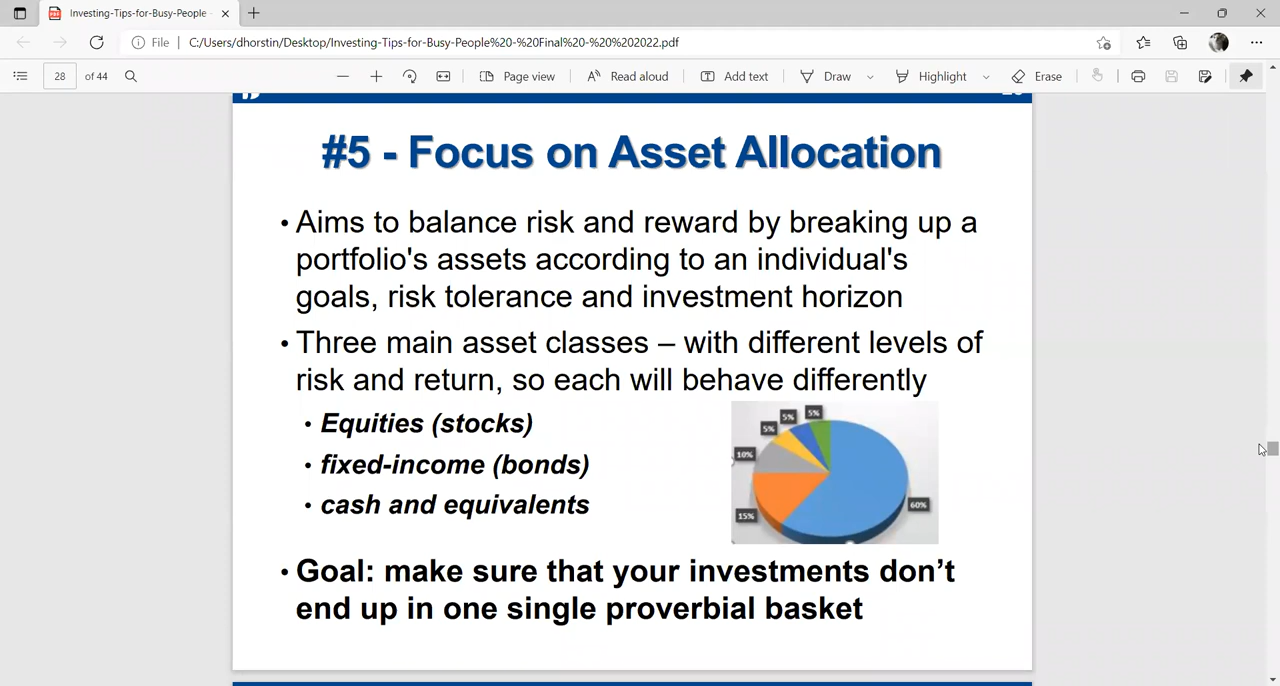 Investing-Tips-for-Busy-People
File
C:/Users/dhorstin/Desktop/Investing-Tips-for-Busy-People%20-%20Final%20-%20%202022.pdf
28 of 44
Page view
Read aloud
Add text
Draw
Highlight
Erase
#5 - Focus on Asset Allocation
• Aims to balance risk and reward by breaking up a
portfolio's assets according to an individual's
goals, risk tolerance and investment horizon
• Three main asset classes – with different levels of
risk and return, so each will behave differently
• Equities (stocks)
• fixed-income (bonds)
• cash and equivalents
5%
5%
5%
10%
15%
60%
• Goal: make sure that your investments don’t
end up in one single proverbial basket